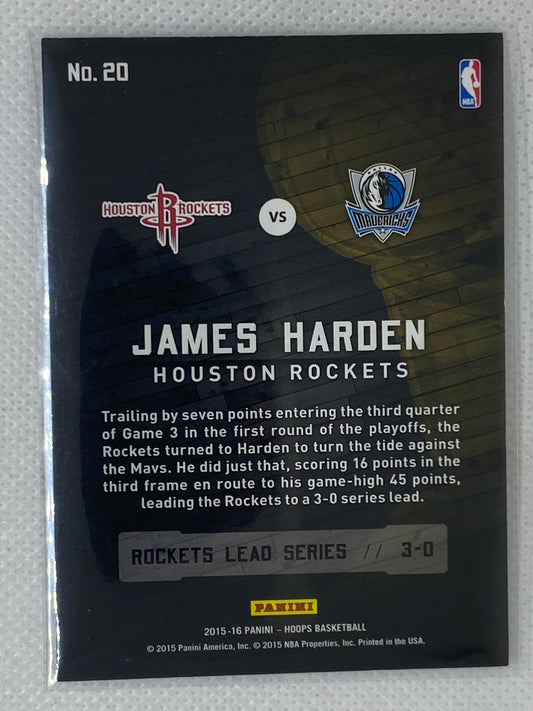 No. 20
NBA
HOUSTON ROCKETS
VS
DALLAS
MAVERICKS
JAMES HARDEN
HOUSTON ROCKETS
Trailing by seven points entering the third quarter
of Game 3 in the first round of the playoffs, the
Rockets turned to Harden to turn the tide against
the Mavs. He did just that, scoring 16 points in the
third frame en route to his game-high 45 points,
leading the Rockets to a 3-0 series lead.
ROCKETS LEAD SERIES // 3-0
PANINI
2015-16 PANINI – HOOPS BASKETBALL
© 2015 Panini America, Inc. © 2015 NBA Properties, Inc. Printed in the USA.